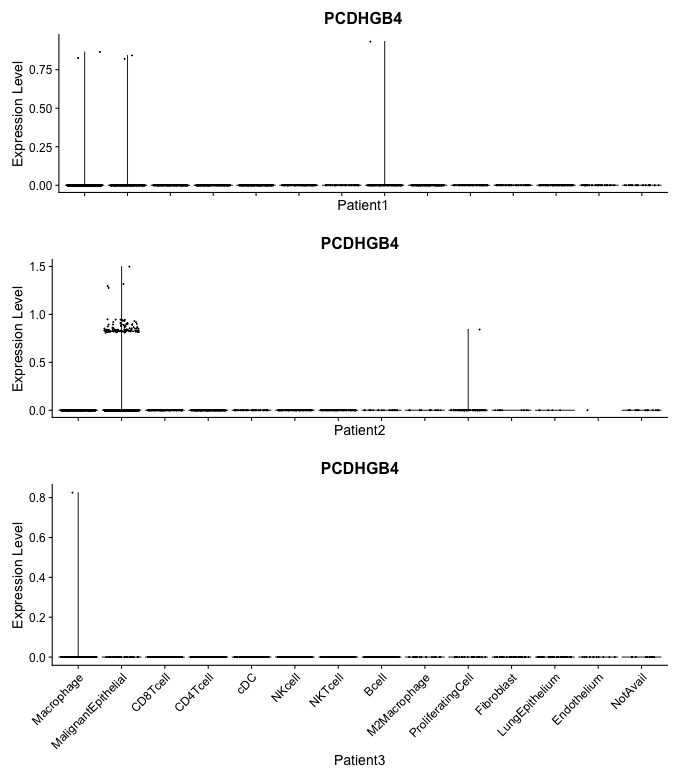 PCDHGB4
Expression Level
0.75
0.50
0.25
0.00
Patient1
PCDHGB4
Expression Level
1.5
1.0
0.5
0.0
Patient2
PCDHGB4
Expression Level
0.8
0.6
0.4
0.2
0.0
Macrophage
MalignantEpithelial
CD8Tcell
CD4Tcell
cDC
NKcell
NKTcell
Bcell
M2Macrophage
ProliferatingCell
Fibroblast
LungEpithelium
Endothelium
NotAvail
Patient3